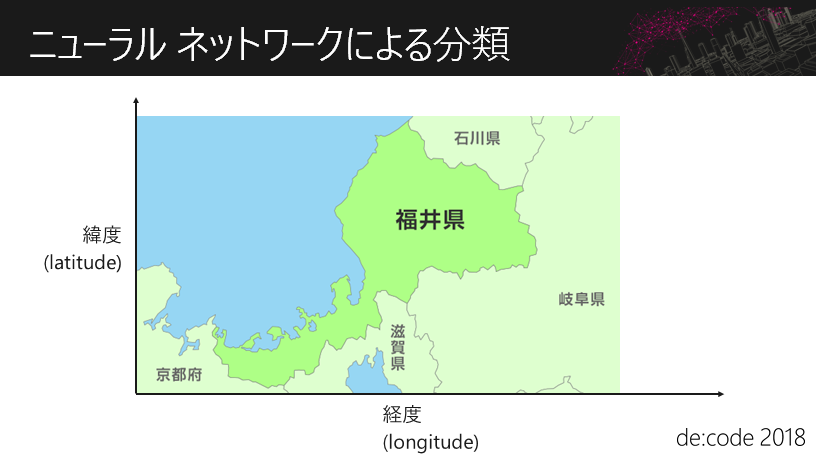 ニューラル ネットワークによる分類
石川県
福井県
緯度
(latitude)
岐阜県
滋賀県
京都府
経度
(longitude)
de:code 2018